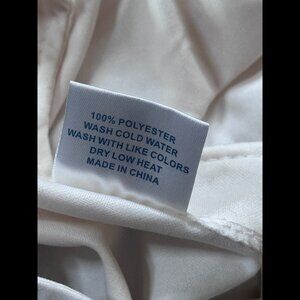 100% POLYESTER
WASH COLD WATER
WASH WITH LIKE COLORS
DRY LOW HEAT
MADE IN CHINA